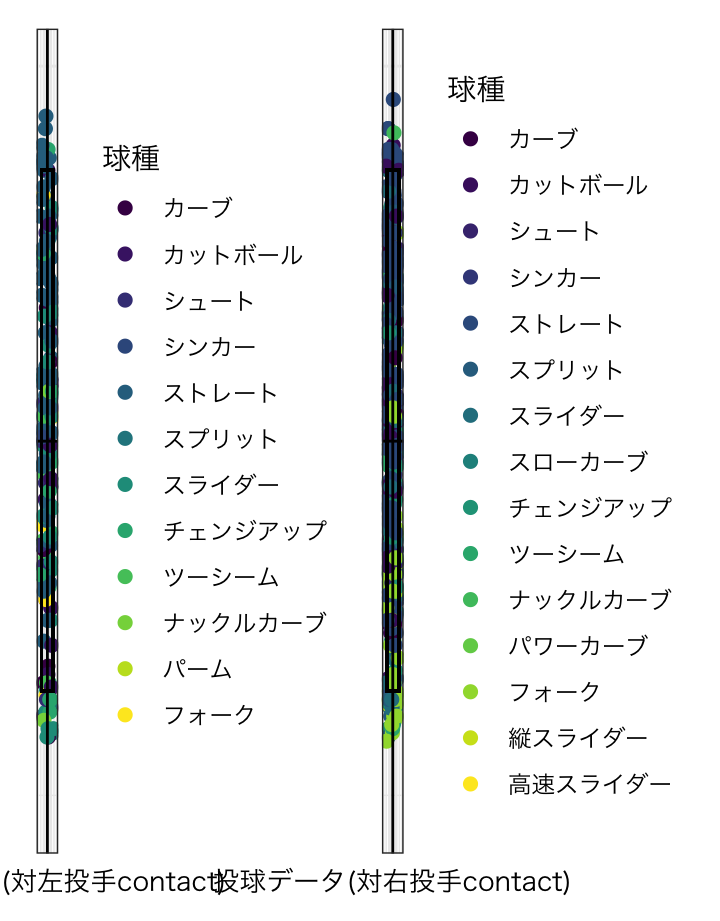 球種
カーブ
カットボール
シュート
シンカー
ストレート
スプリット
スライダー
チェンジアップ
ツーシーム
ナックルカーブ
パーム
フォーク
球種
カーブ
カットボール
シュート
シンカー
ストレート
スプリット
スライダー
スローカーブ
チェンジアップ
ツーシーム
ナックルカーブ
パワーカーブ
フォーク
縦スライダー
高速スライダー
(対左投手contact)
投球データ(対右投手contact)